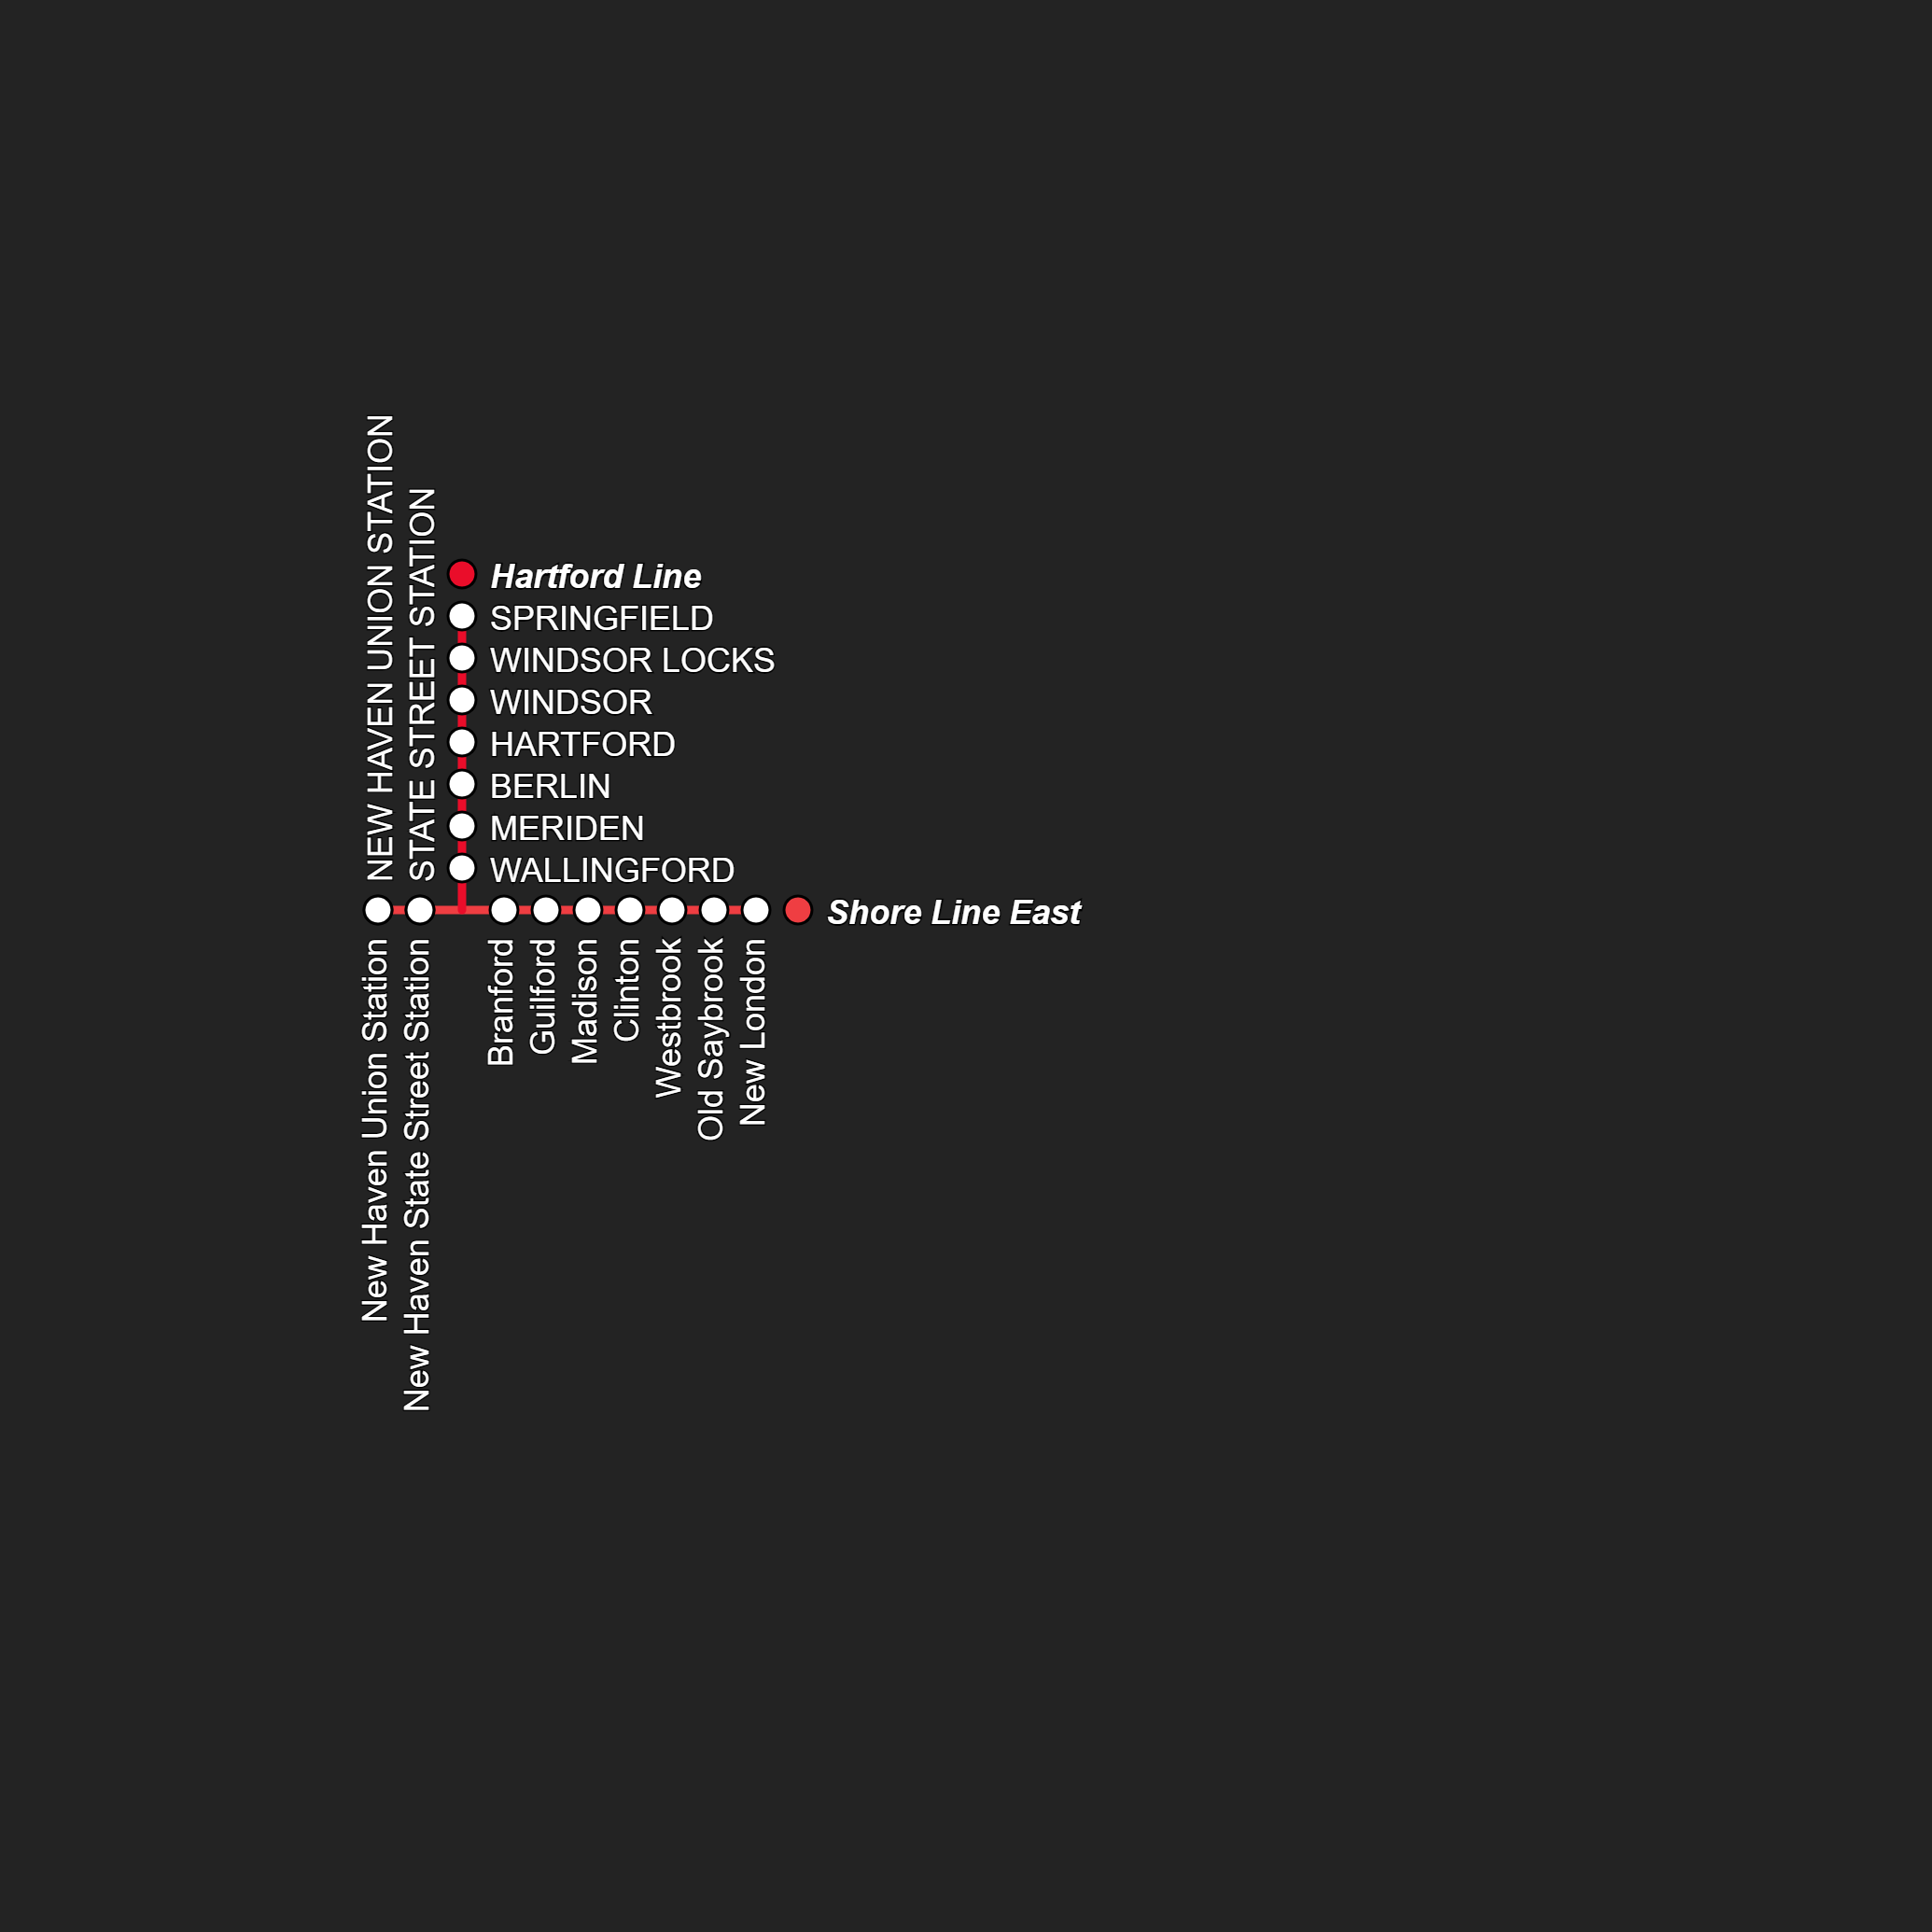 NEW HAVEN UNION STATION
STATE STREET STATION
Hartford Line
SPRINGFIELD
WINDSOR LOCKS
WINDSOR
HARTFORD
BERLIN
MERIDEN
WALLINGFORD
Shore Line East
New Haven Union Station
New Haven State Street Station
Branford
Guilford
Madison
Clinton
Westbrook
Old Saybrook
New London